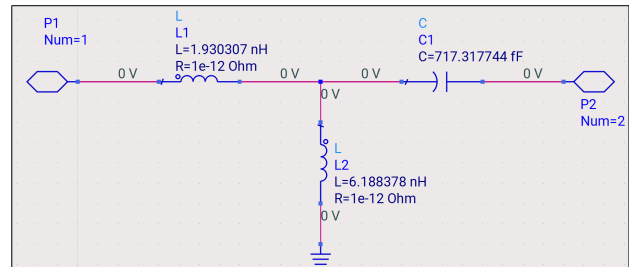 P1
Num=1
L
L1
L=1.930307 nH
R=1e-12 Ohm
C
C1
C=717.317744 fF
0 V
0 V
0 V
0 V
0 V
P2
Num=2
L
L2
L=6.188378 nH
R=1e-12 Ohm
0 V